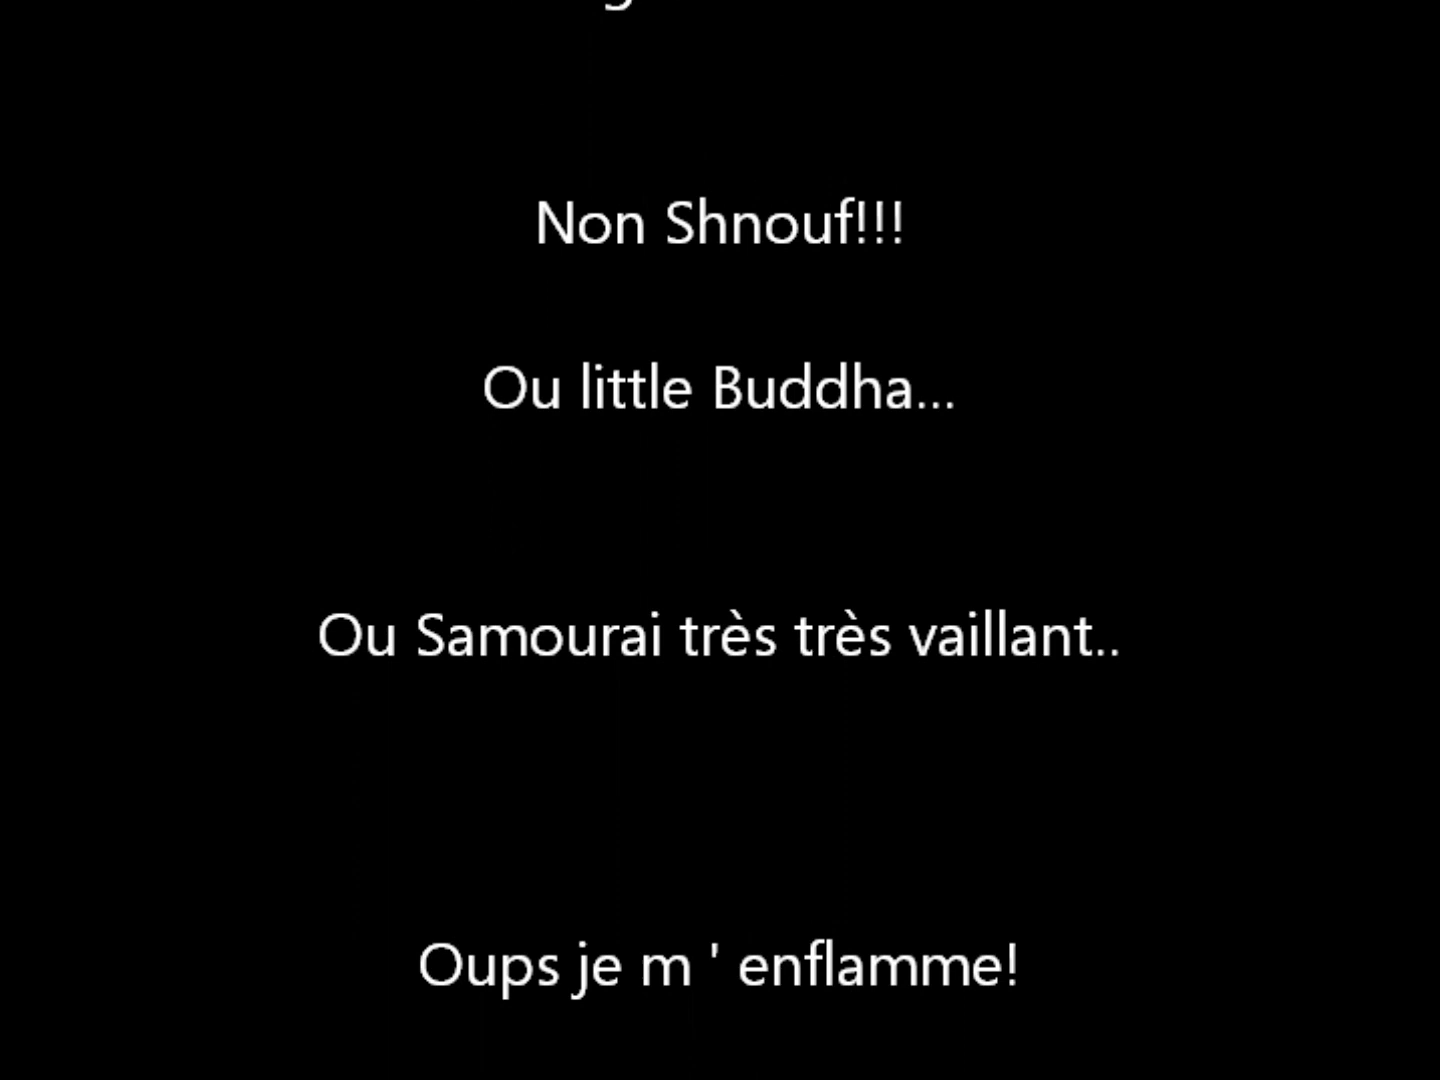 Non Shnouf!!!
Ou little Buddha...
Ou Samourai très très vaillant..
Oups je m ' enflamme!